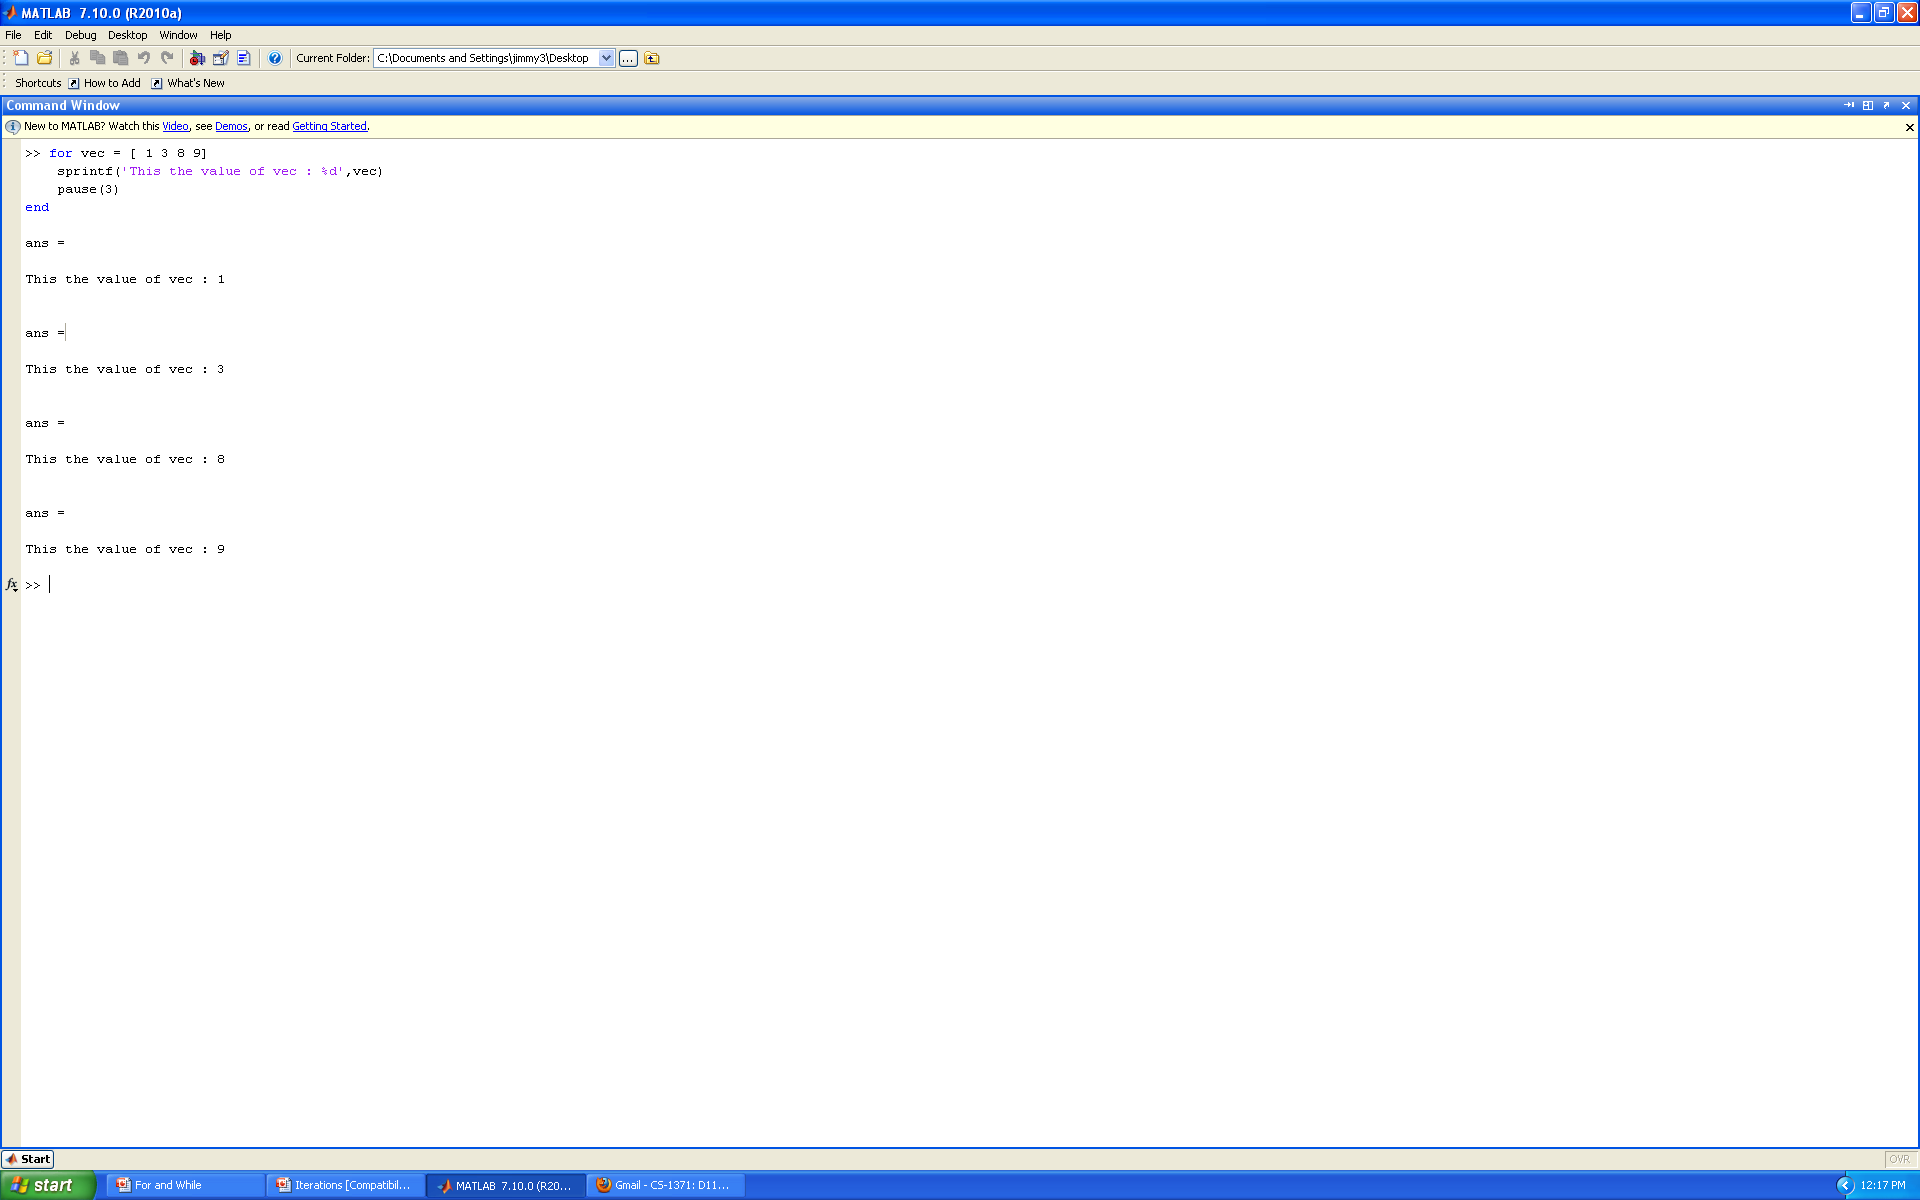 MATLAB 7.10.0 (R2010a)
File Edit Debug Desktop Window Help
Current Folder: C:\Documents and Settings\jimmy3\Desktop ...
Shortcuts How to Add What's New
Command Window
New to MATLAB? Watch this Video, see Demos, or read Getting Started.
>> for vec = [ 1 3 8 9]
sprintf('This the value of vec : %d',vec)
pause(3)
end
ans =
This the value of vec : 1
ans =
This the value of vec : 3
ans =
This the value of vec : 8
ans =
This the value of vec : 9
fx >>
Start OVR
start For and While Iterations [Compatibil... MATLAB 7.10.0 (R20... Gmail - CS-1371: D11... 12:17 PM